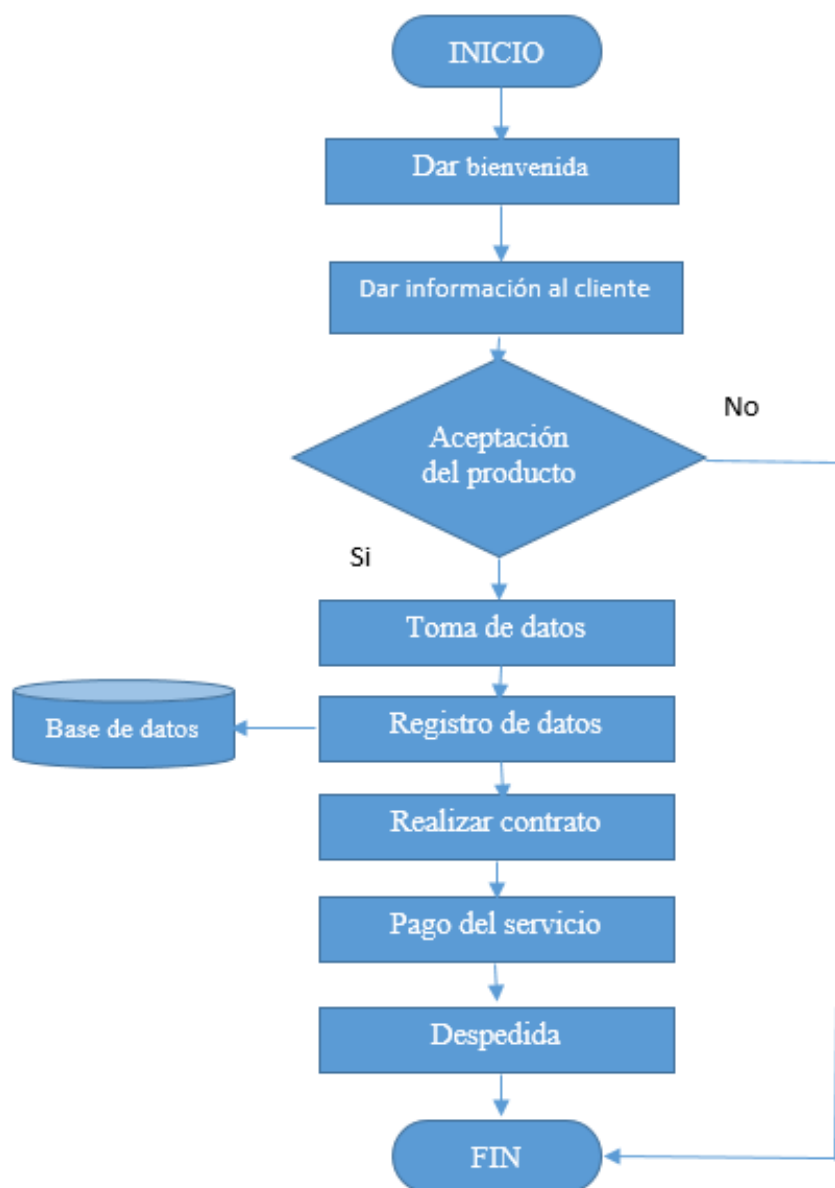 INICIO
Dar bienvenida
Dar información al cliente
Aceptación
del producto
No
Si
Toma de datos
Registro de datos
Base de datos
Realizar contrato
Pago del servicio
Despedida
FIN